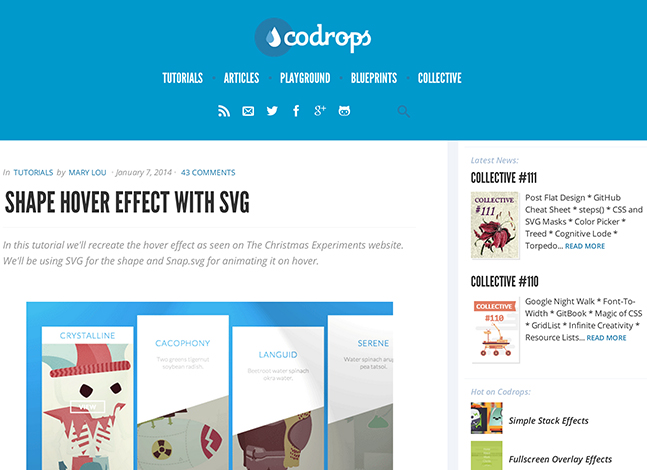 codrops
TUTORIALS · ARTICLES · PLAYGROUND · BLUEPRINTS · COLLECTIVE
In TUTORIALS by MARY LOU · January 7, 2014 · 43 COMMENTS
SHAPE HOVER EFFECT WITH SVG
In this tutorial we'll recreate the hover effect as seen on The Christmas Experiments website.
We'll be using SVG for the shape and Snap.svg for animating it on hover.
CRYSTALLINE
VIEW
CACOPHONY
Two greens tigernut
soybean radish.
LANGUID
Beetroot water spinach
okra water.
SERENE
Water spinach aru
pea tatsoi.
Latest News:
COLLECTIVE #111
COLLECTIVE
#111
Post Flat Design * GitHub
Cheat Sheet * steps() * CSS and
SVG Masks * Color Picker *
Treed * Cognitive Lode *
Torpedo... READ MORE
COLLECTIVE #110
COLLECTIVE
#110
Google Night Walk * Font-To-
Width * GitBook * Magic of CSS
* GridList * Infinite Creativity *
Resource Lists... READ MORE
Hot on Codrops:
Simple Stack Effects
Fullscreen Overlay Effects